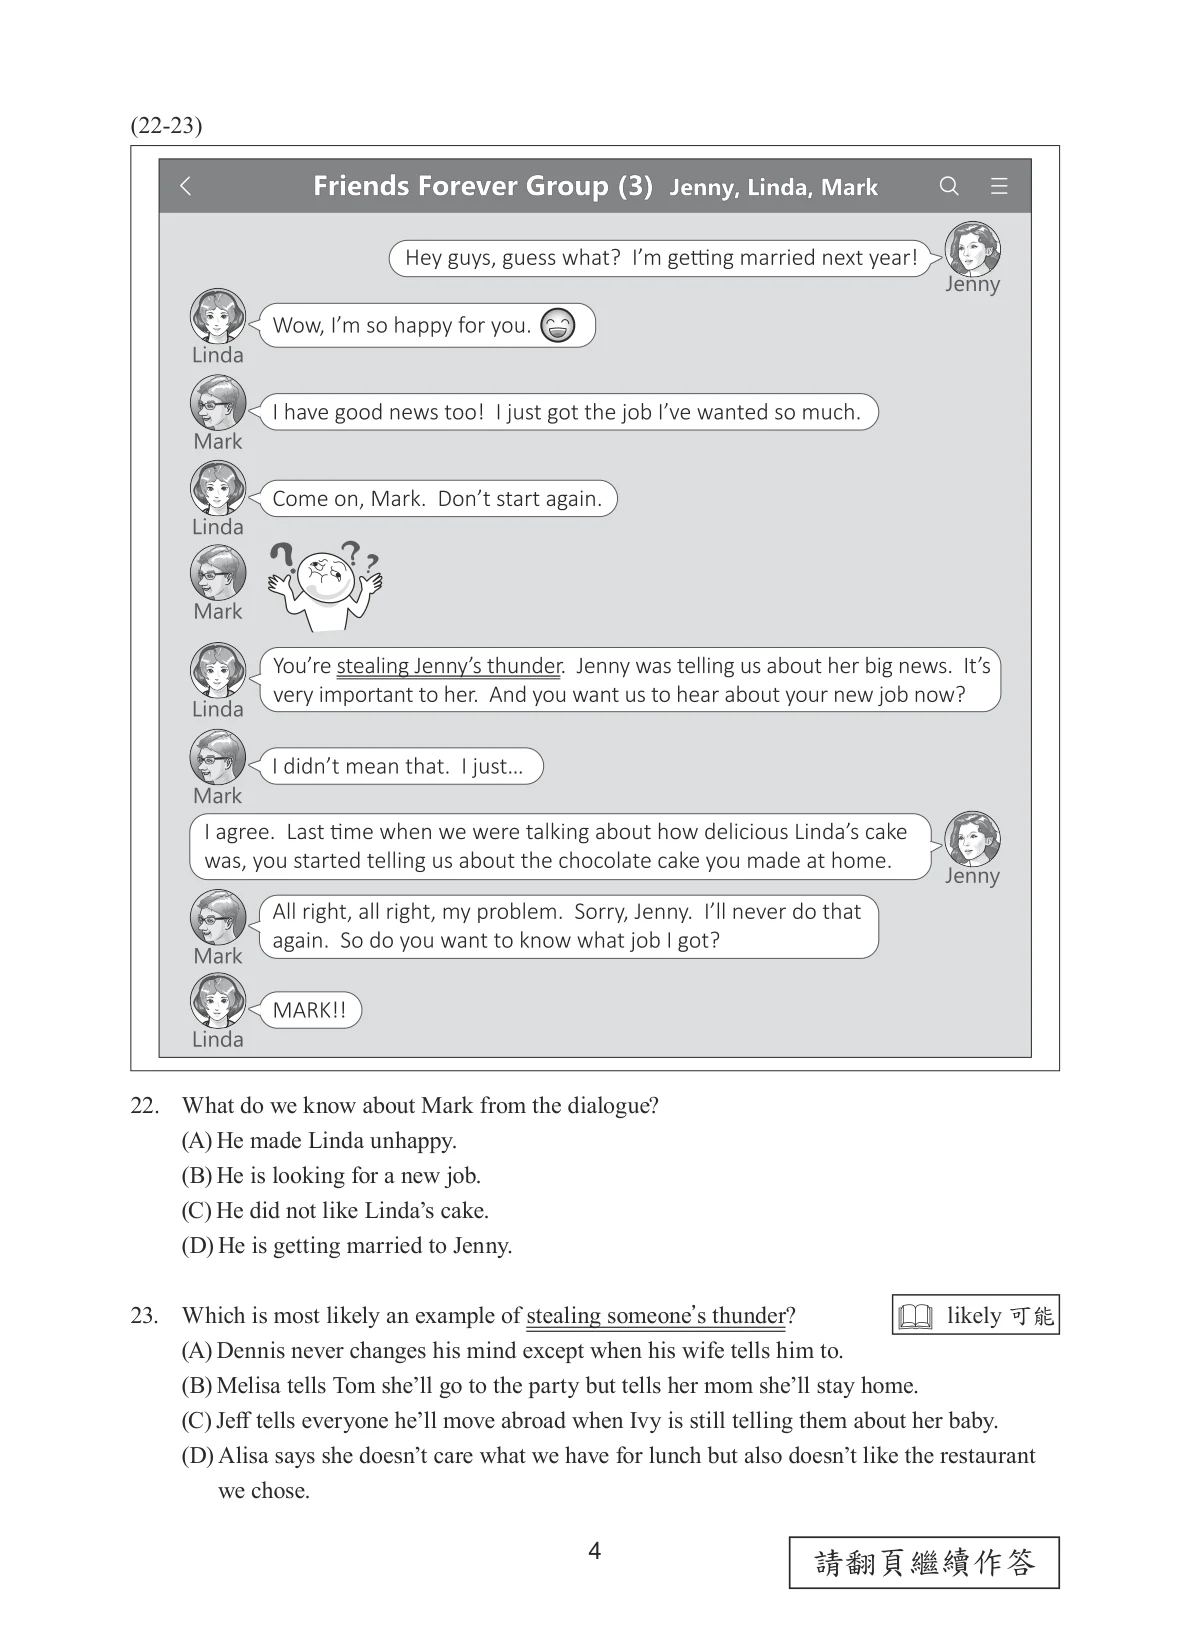 (22-23)
Friends Forever Group (3) Jenny, Linda, Mark
Hey guys, guess what? I'm getting married next year!
Jenny
Wow, I'm so happy for you.
Linda
I have good news too! I just got the job I've wanted so much.
Mark
Come on, Mark. Don't start again.
Linda
? ? ?
Mark
You're stealing Jenny's thunder. Jenny was telling us about her big news. It's
very important to her. And you want us to hear about your new job now?
Linda
I didn't mean that. I just...
Mark
I agree. Last time when we were talking about how delicious Linda's cake
was, you started telling us about the chocolate cake you made at home.
Jenny
All right, all right, my problem. Sorry, Jenny. I'll never do that
again. So do you want to know what job I got?
Mark
MARK!!
Linda
22. What do we know about Mark from the dialogue?
(A) He made Linda unhappy.
(B) He is looking for a new job.
(C) He did not like Linda's cake.
(D) He is getting married to Jenny.
23. Which is most likely an example of stealing someone's thunder?
likely 可能
(A) Dennis never changes his mind except when his wife tells him to.
(B) Melisa tells Tom she'll go to the party but tells her mom she'll stay home.
(C) Jeff tells everyone he'll move abroad when Ivy is still telling them about her baby.
(D) Alisa says she doesn't care what we have for lunch but also doesn't like the restaurant
we chose.
4
請翻頁繼續作答